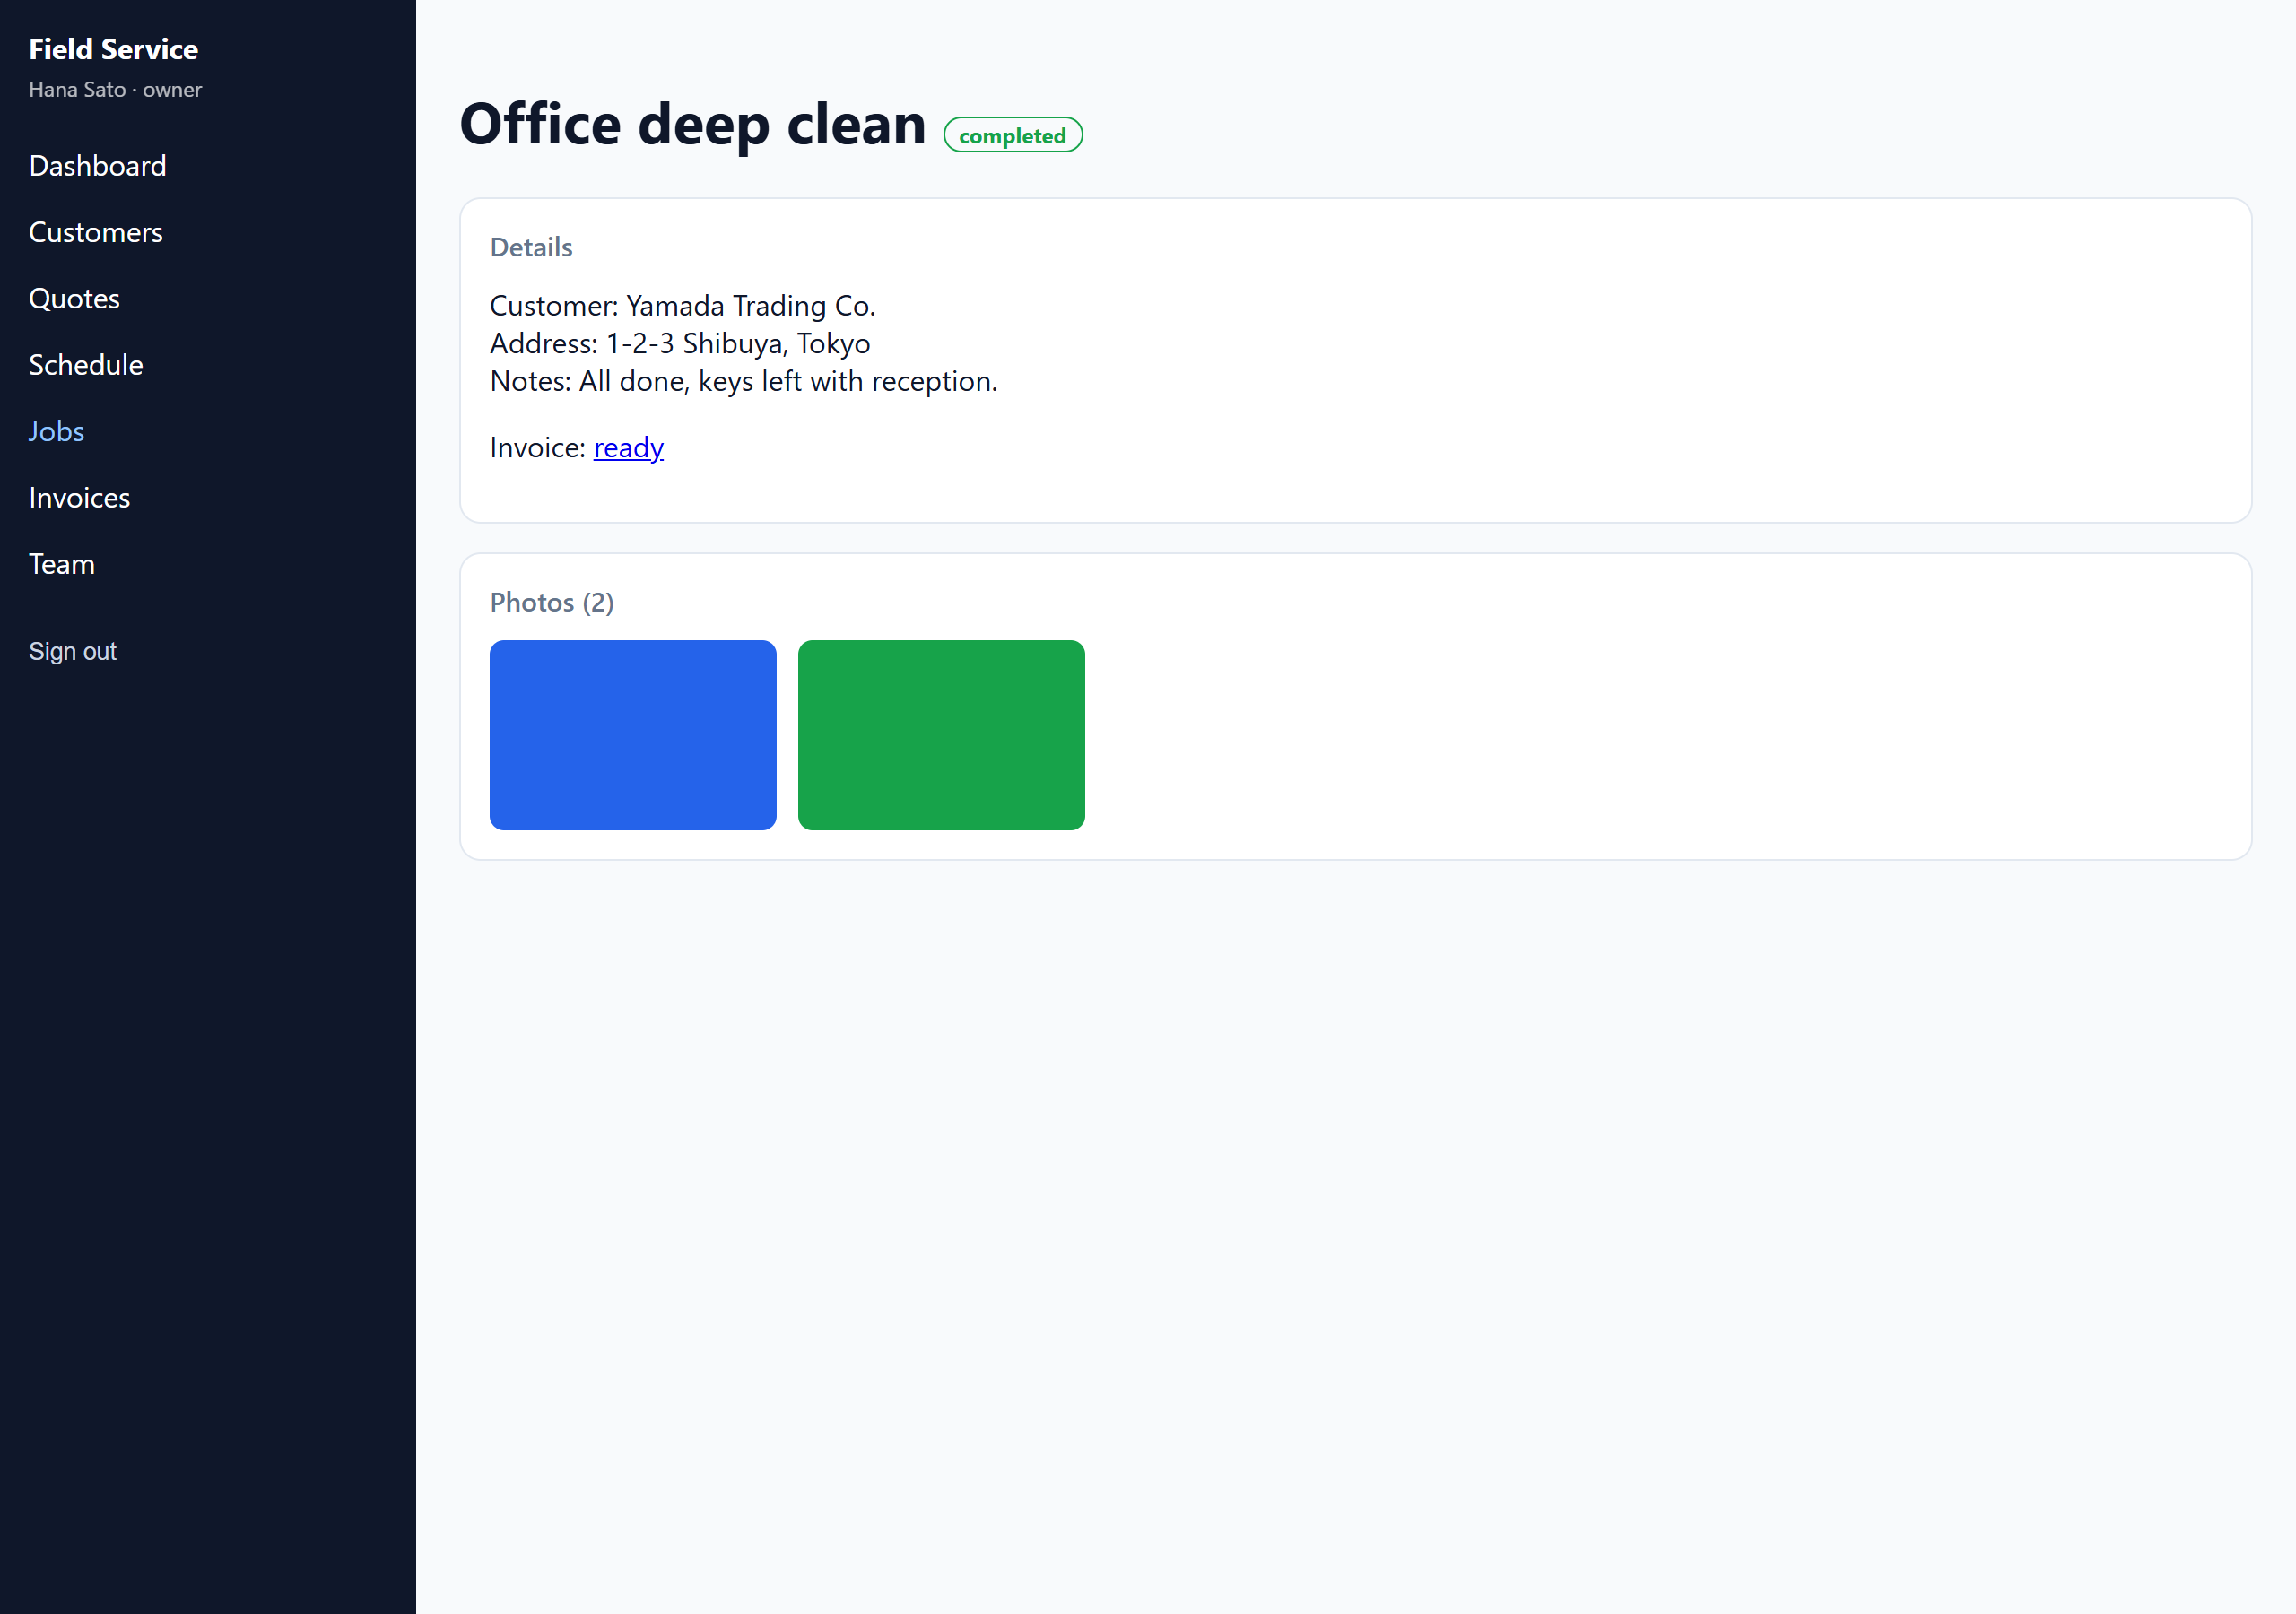 Field Service
Hana Sato · owner
Dashboard
Customers
Quotes
Schedule
Jobs
Invoices
Team
Sign out
Office deep clean completed
Details
Customer: Yamada Trading Co.
Address: 1-2-3 Shibuya, Tokyo
Notes: All done, keys left with reception.
Invoice: ready
Photos (2)